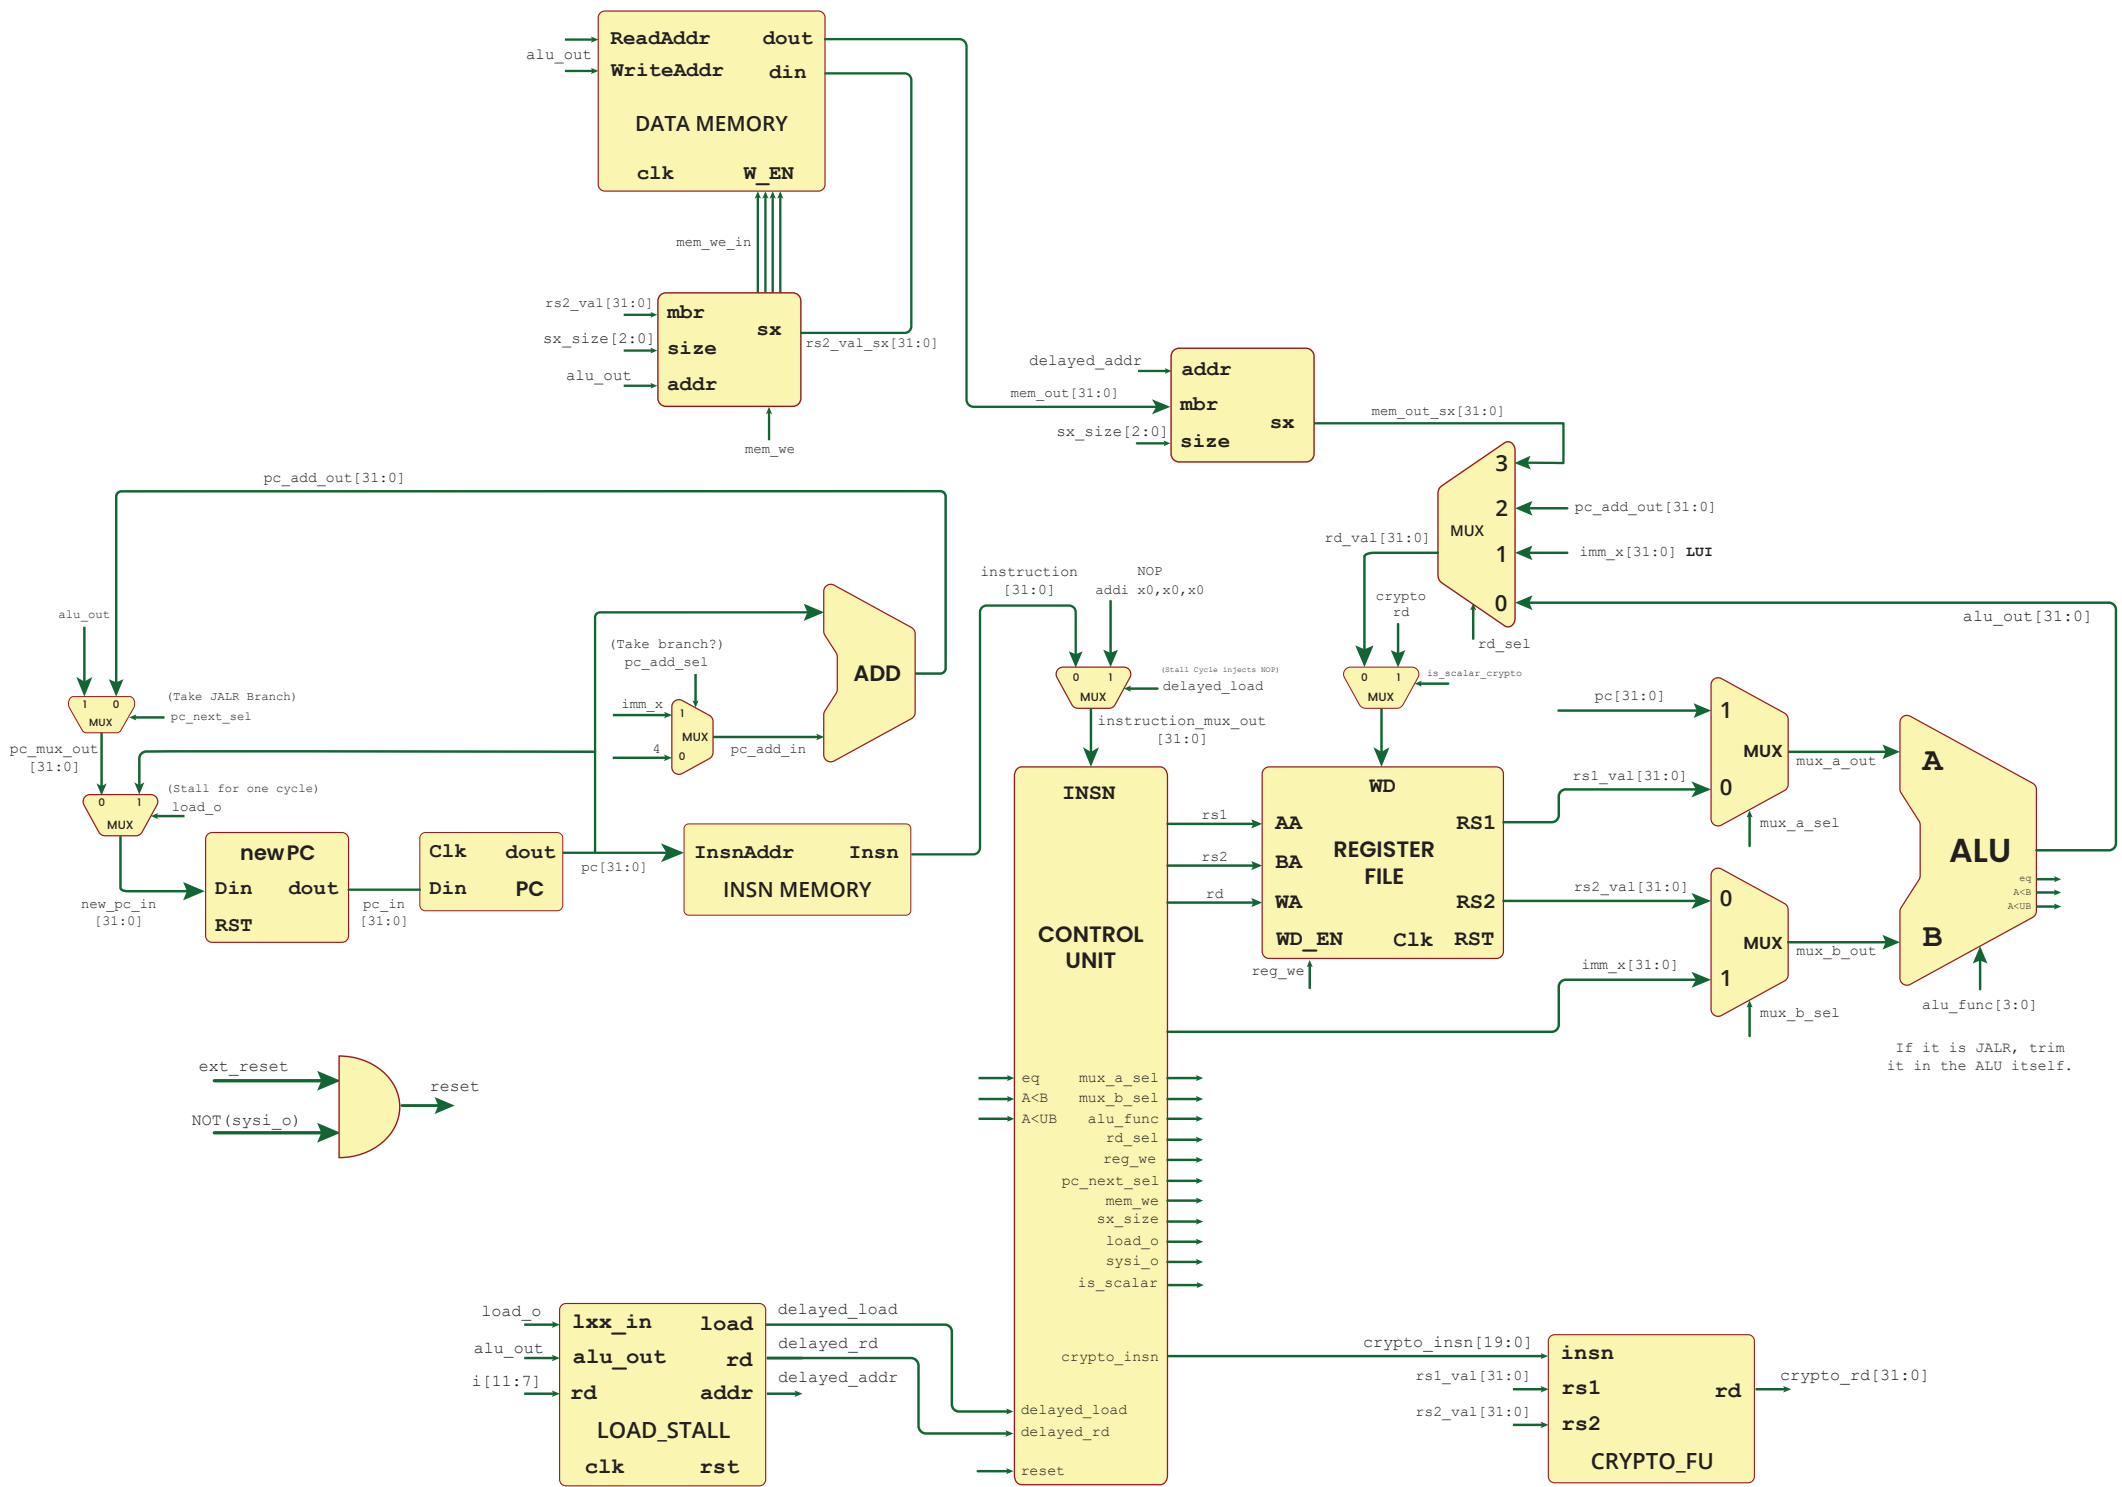 ReadAddr
dout
alu_out
WriteAddr
din
DATA MEMORY
clk
W_EN
mem_we_in
rs2_val[31:0]
mbr
sx
sx_size[2:0]
size
rs2_val_sx[31:0]
alu_out
addr
mem_we
delayed_addr
addr
mem_out[31:0]
mbr
sx
sx_size[2:0]
size
mem_out_sx[31:0]
3
2
pc_add_out[31:0]
MUX
1
imm_x[31:0] LUI
0
rd_val[31:0]
rd_sel
alu_out[31:0]
pc_add_out[31:0]
alu_out
1
0
MUX
(Take JALR Branch)
pc_next_sel
pc_mux_out
[31:0]
0
1
MUX
(Stall for one cycle)
load_o
new_pc_in
[31:0]
newPC
Din
dout
RST
pc_in
[31:0]
Clk
dout
Din
PC
pc[31:0]
InsnAddr
Insn
INSN MEMORY
(Take branch?)
pc_add_sel
imm_x
1
MUX
4
0
pc_add_in
ADD
instruction
[31:0]
NOP
addi x0,x0,x0
0
1
MUX
(Stall Cycle injects NOP)
delayed_load
instruction_mux_out
[31:0]
crypto
rd
0
1
MUX
is_scalar_crypto
INSN
CONTROL
UNIT
rs1
rs2
rd
WD
AA
RS1
BA
REGISTER
FILE
WA
RS2
WD_EN
Clk
RST
reg_we
pc[31:0]
1
MUX
rs1_val[31:0]
0
mux_a_sel
mux_a_out
rs2_val[31:0]
0
MUX
imm_x[31:0]
1
mux_b_sel
mux_b_out
A
ALU
B
eq
A<B
A<UB
alu_func[3:0]
If it is JALR, trim
it in the ALU itself.
ext_reset
NOT(sysi_o)
reset
eq
A<B
A<UB
mux_a_sel
mux_b_sel
alu_func
rd_sel
reg_we
pc_next_sel
mem_we
sx_size
load_o
sysi_o
is_scalar
crypto_insn
delayed_load
delayed_rd
reset
load_o
lxx_in
load
delayed_load
alu_out
alu_out
rd
delayed_rd
i[11:7]
rd
addr
delayed_addr
LOAD_STALL
clk
rst
crypto_insn[19:0]
insn
rs1_val[31:0]
rs1
rd
crypto_rd[31:0]
rs2_val[31:0]
rs2
CRYPTO_FU